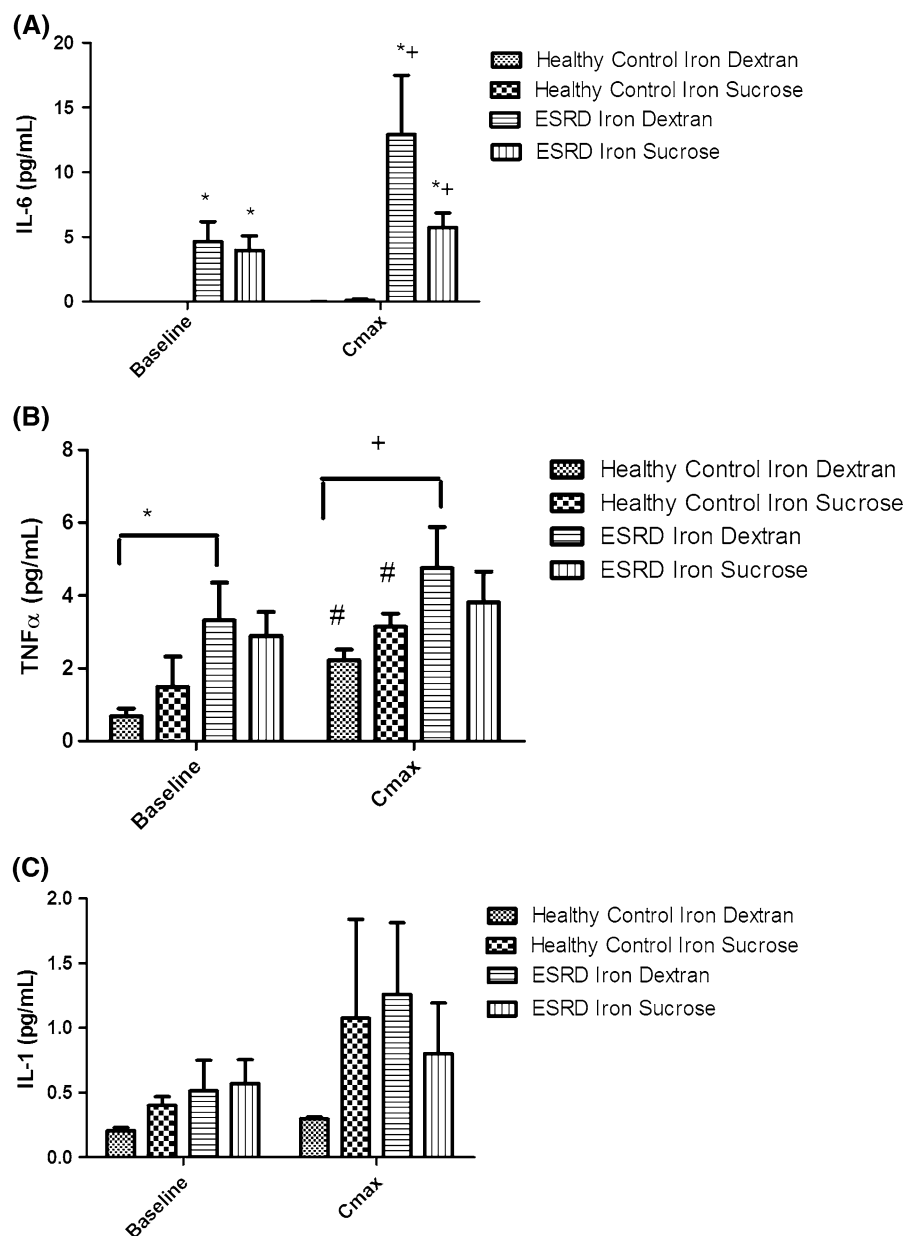 (A)
20
15
10
5
0
IL-6 (pg/mL)
*
*
*+
*+
Baseline
Cmax
Healthy Control Iron Dextran
Healthy Control Iron Sucrose
ESRD Iron Dextran
ESRD Iron Sucrose
(B)
8
6
4
2
0
TNFα (pg/mL)
*
+
#
#
Baseline
Cmax
Healthy Control Iron Dextran
Healthy Control Iron Sucrose
ESRD Iron Dextran
ESRD Iron Sucrose
(C)
2.0
1.5
1.0
0.5
0.0
IL-1 (pg/mL)
Baseline
Cmax
Healthy Control Iron Dextran
Healthy Control Iron Sucrose
ESRD Iron Dextran
ESRD Iron Sucrose